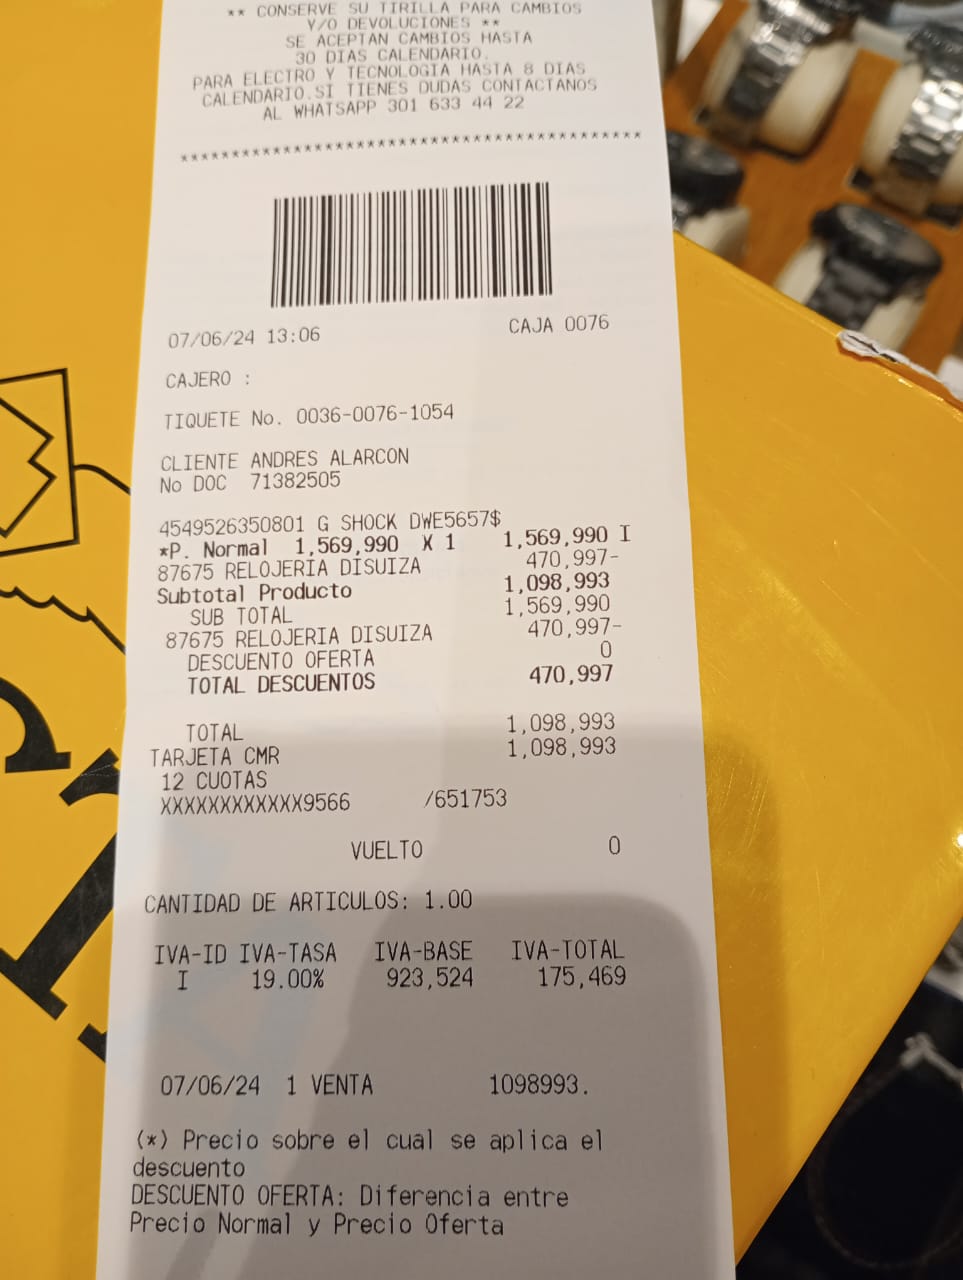 ** CONSERVE SU TIRILLA PARA CAMBIOS
Y/O DEVOLUCIONES **
SE ACEPTAN CAMBIOS HASTA
30 DIAS CALENDARIO.
PARA ELECTRO Y TECNOLOGIA HASTA 8 DIAS
CALENDARIO.SI TIENES DUDAS CONTACTANOS
AL WHATSAPP 301 633 44 22
*****************************************
07/06/24 13:06 CAJA 0076
CAJERO :
TIQUETE No. 0036-0076-1054
CLIENTE ANDRES ALARCON
No DOC 71382505
4549526350801 G SHOCK DWE5657$
*P. Normal 1,569,990 X 1 1,569,990 I
87675 RELOJERIA DISUIZA 470,997-
Subtotal Producto 1,098,993
SUB TOTAL 1,569,990
87675 RELOJERIA DISUIZA 470,997-
DESCUENTO OFERTA 0
TOTAL DESCUENTOS 470,997
TOTAL 1,098,993
TARJETA CMR 1,098,993
12 CUOTAS
XXXXXXXXXXXX9566 /651753
VUELTO 0
CANTIDAD DE ARTICULOS: 1.00
IVA-ID IVA-TASA IVA-BASE IVA-TOTAL
I 19.00% 923,524 175,469
07/06/24 1 VENTA 1098993.
(*) Precio sobre el cual se aplica el
descuento
DESCUENTO OFERTA: Diferencia entre
Precio Normal y Precio Oferta